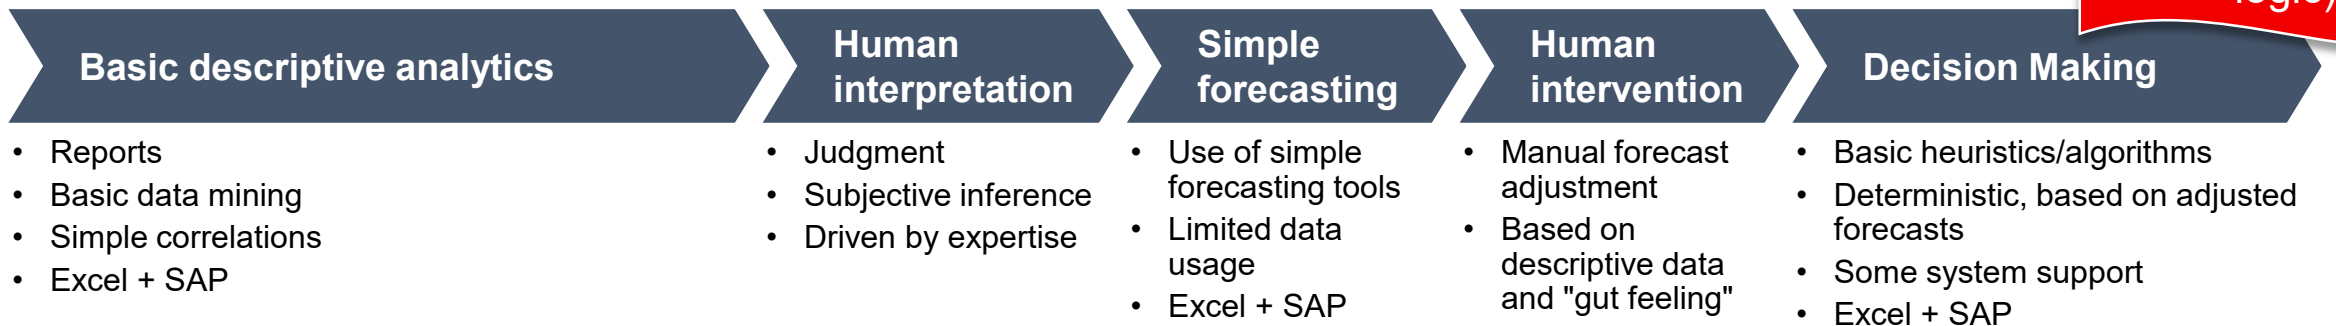 Basic descriptive analytics
• Reports
• Basic data mining
• Simple correlations
• Excel + SAP
Human
interpretation
• Judgment
• Subjective inference
• Driven by expertise
Simple
forecasting
• Use of simple
forecasting tools
• Limited data
usage
• Excel + SAP
Human
intervention
• Manual forecast
adjustment
• Based on
descriptive data
and "gut feeling"
Decision Making
• Basic heuristics/algorithms
• Deterministic, based on adjusted
forecasts
• Some system support
• Excel + SAP